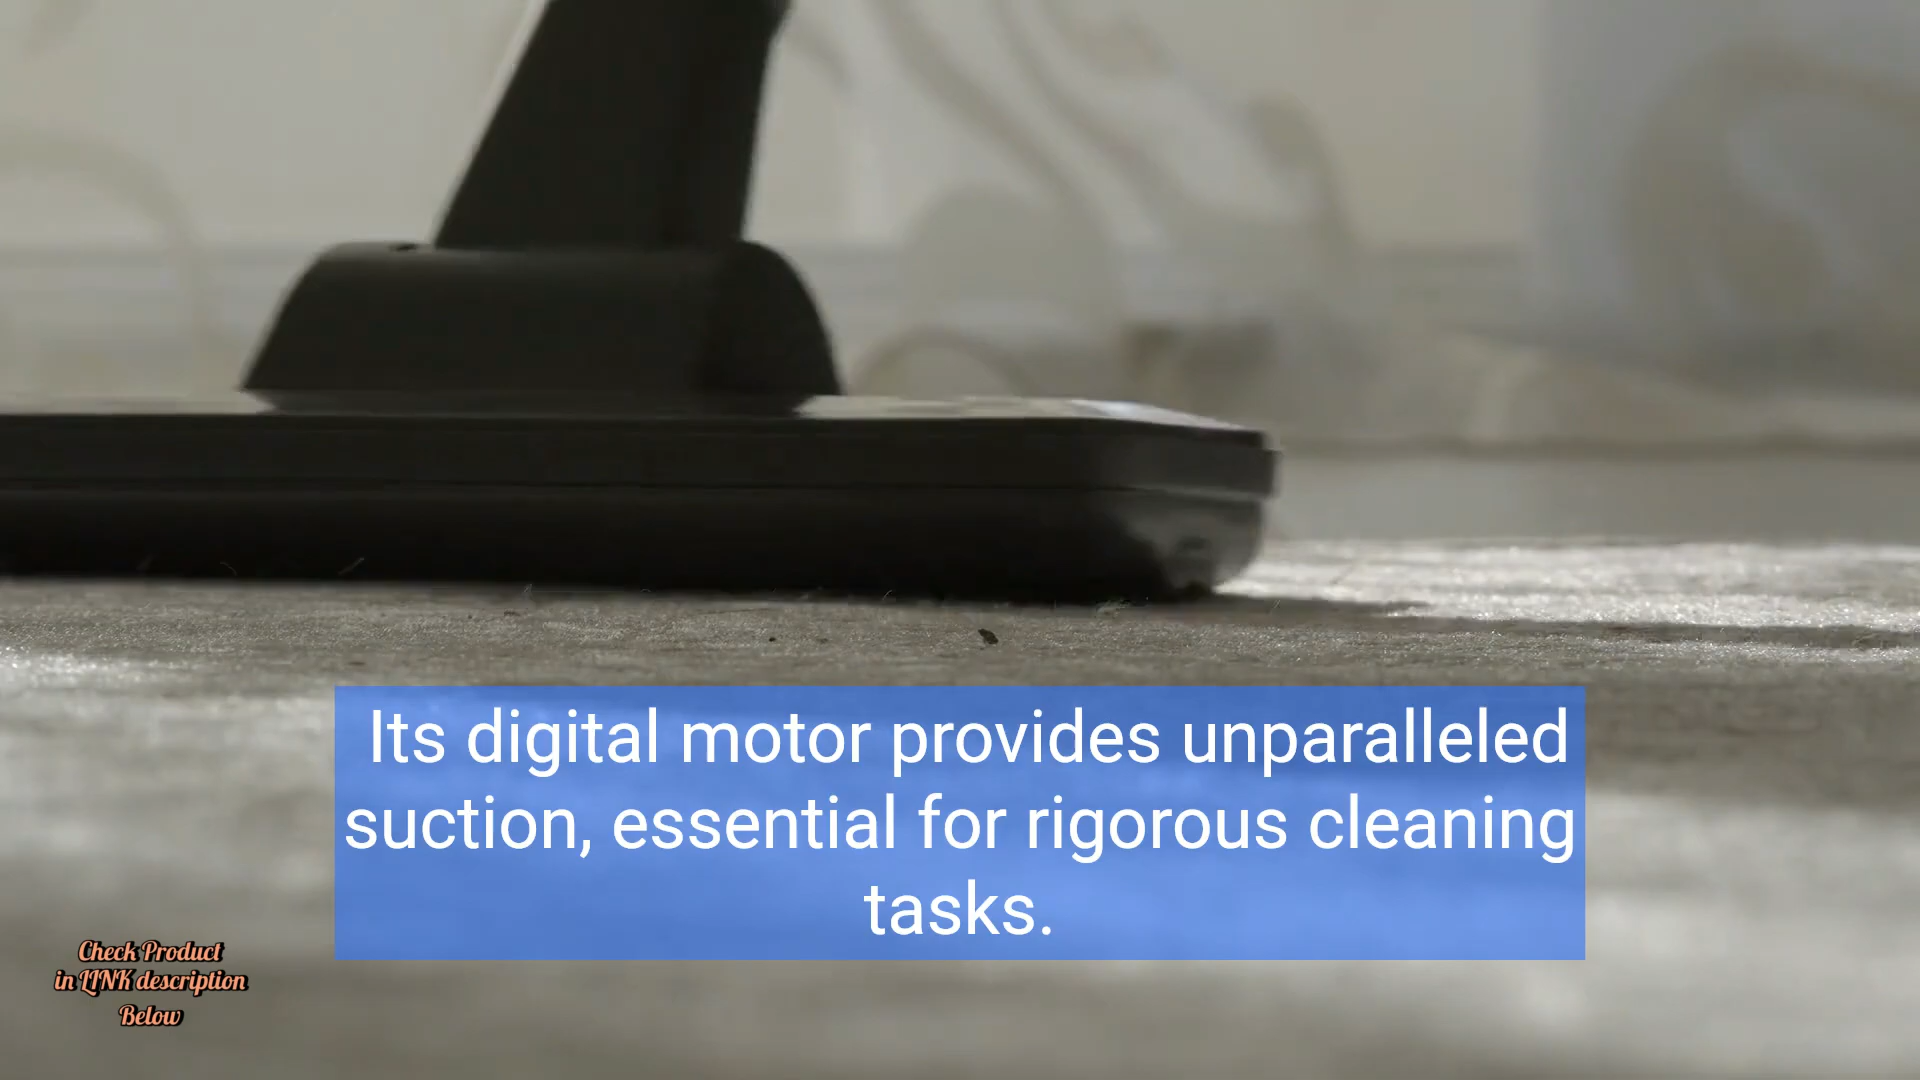 Its digital motor provides unparalleled
suction, essential for rigorous cleaning
tasks.
Check Product
in LINK description
Below